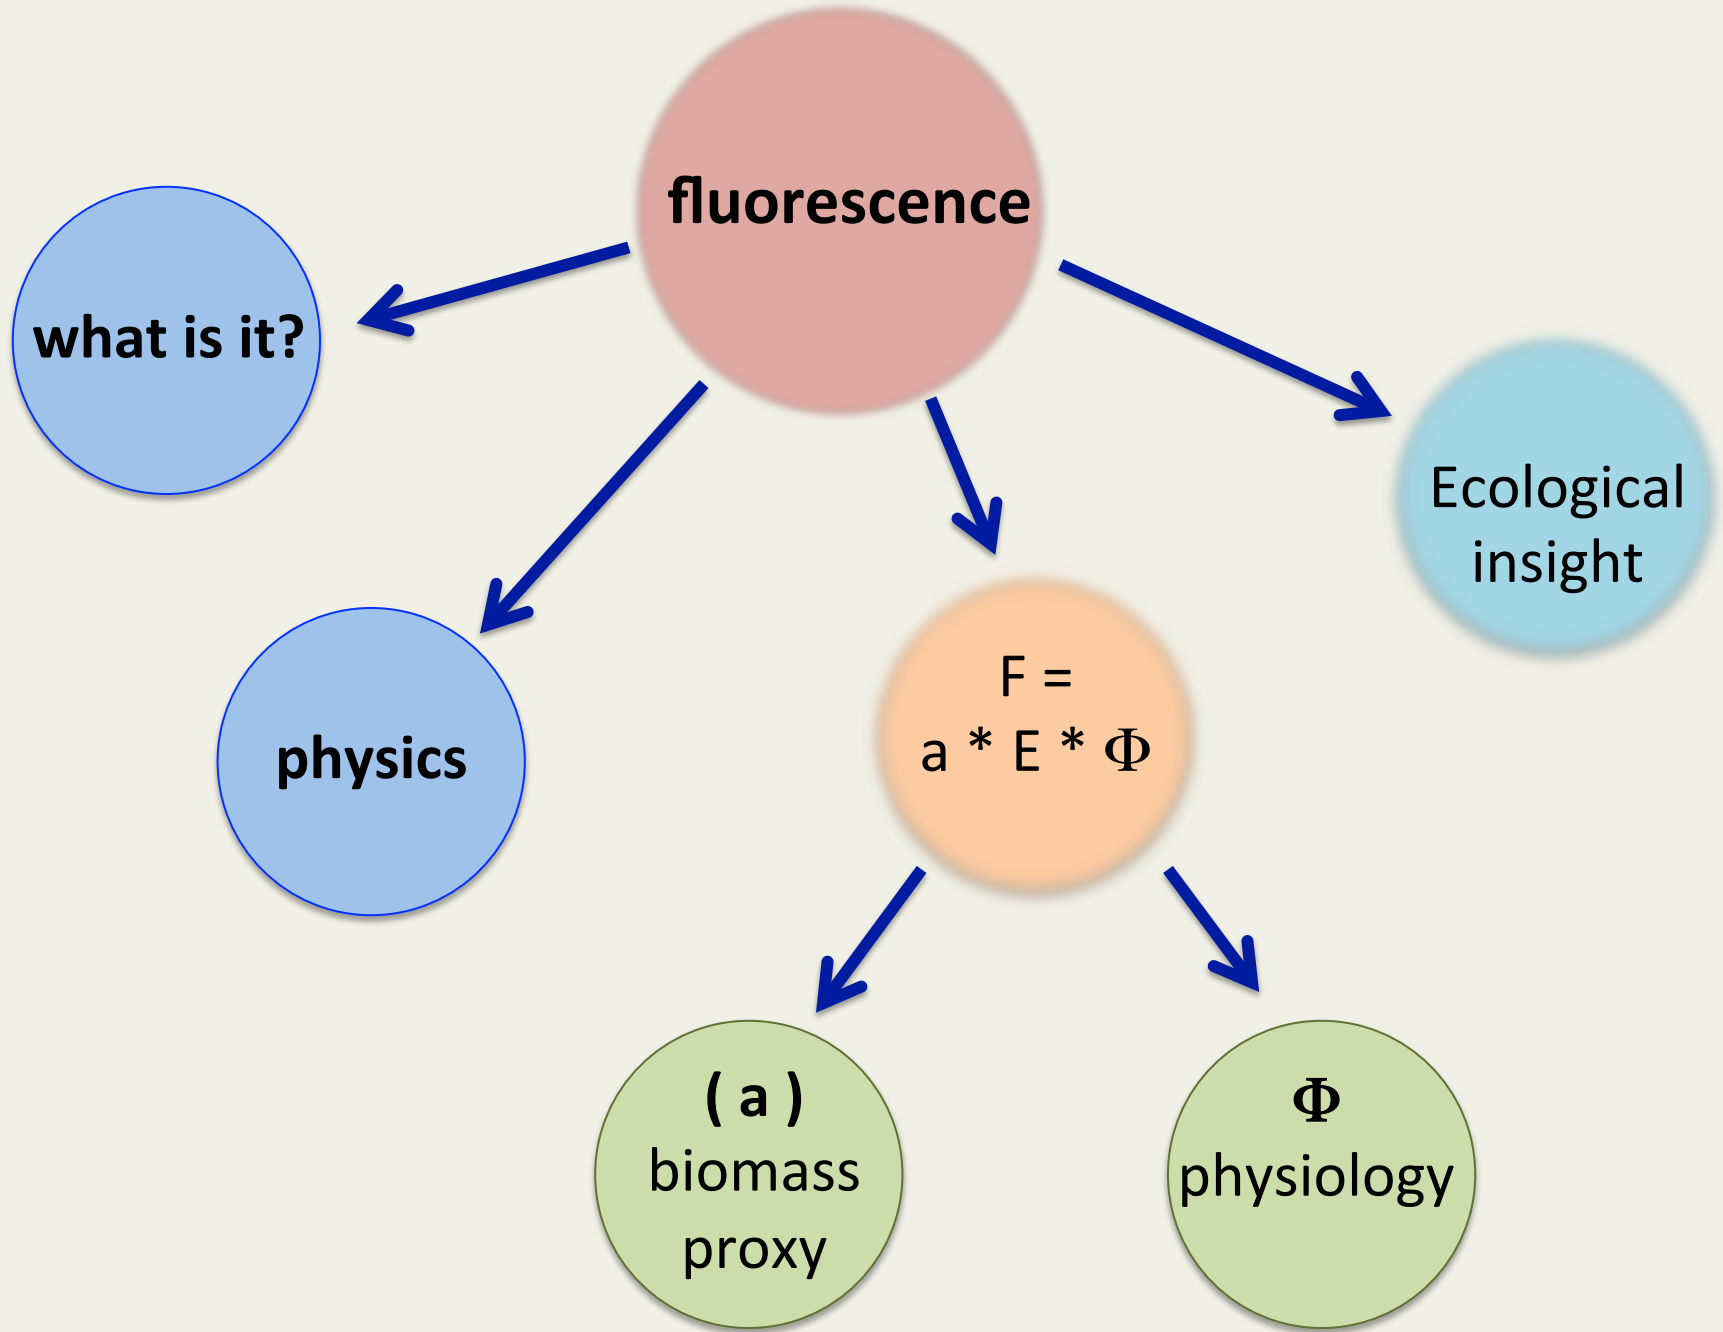 fluorescence
what is it?
physics
F =
a * E * Φ
Ecological
insight
( a )
biomass
proxy
Φ
physiology